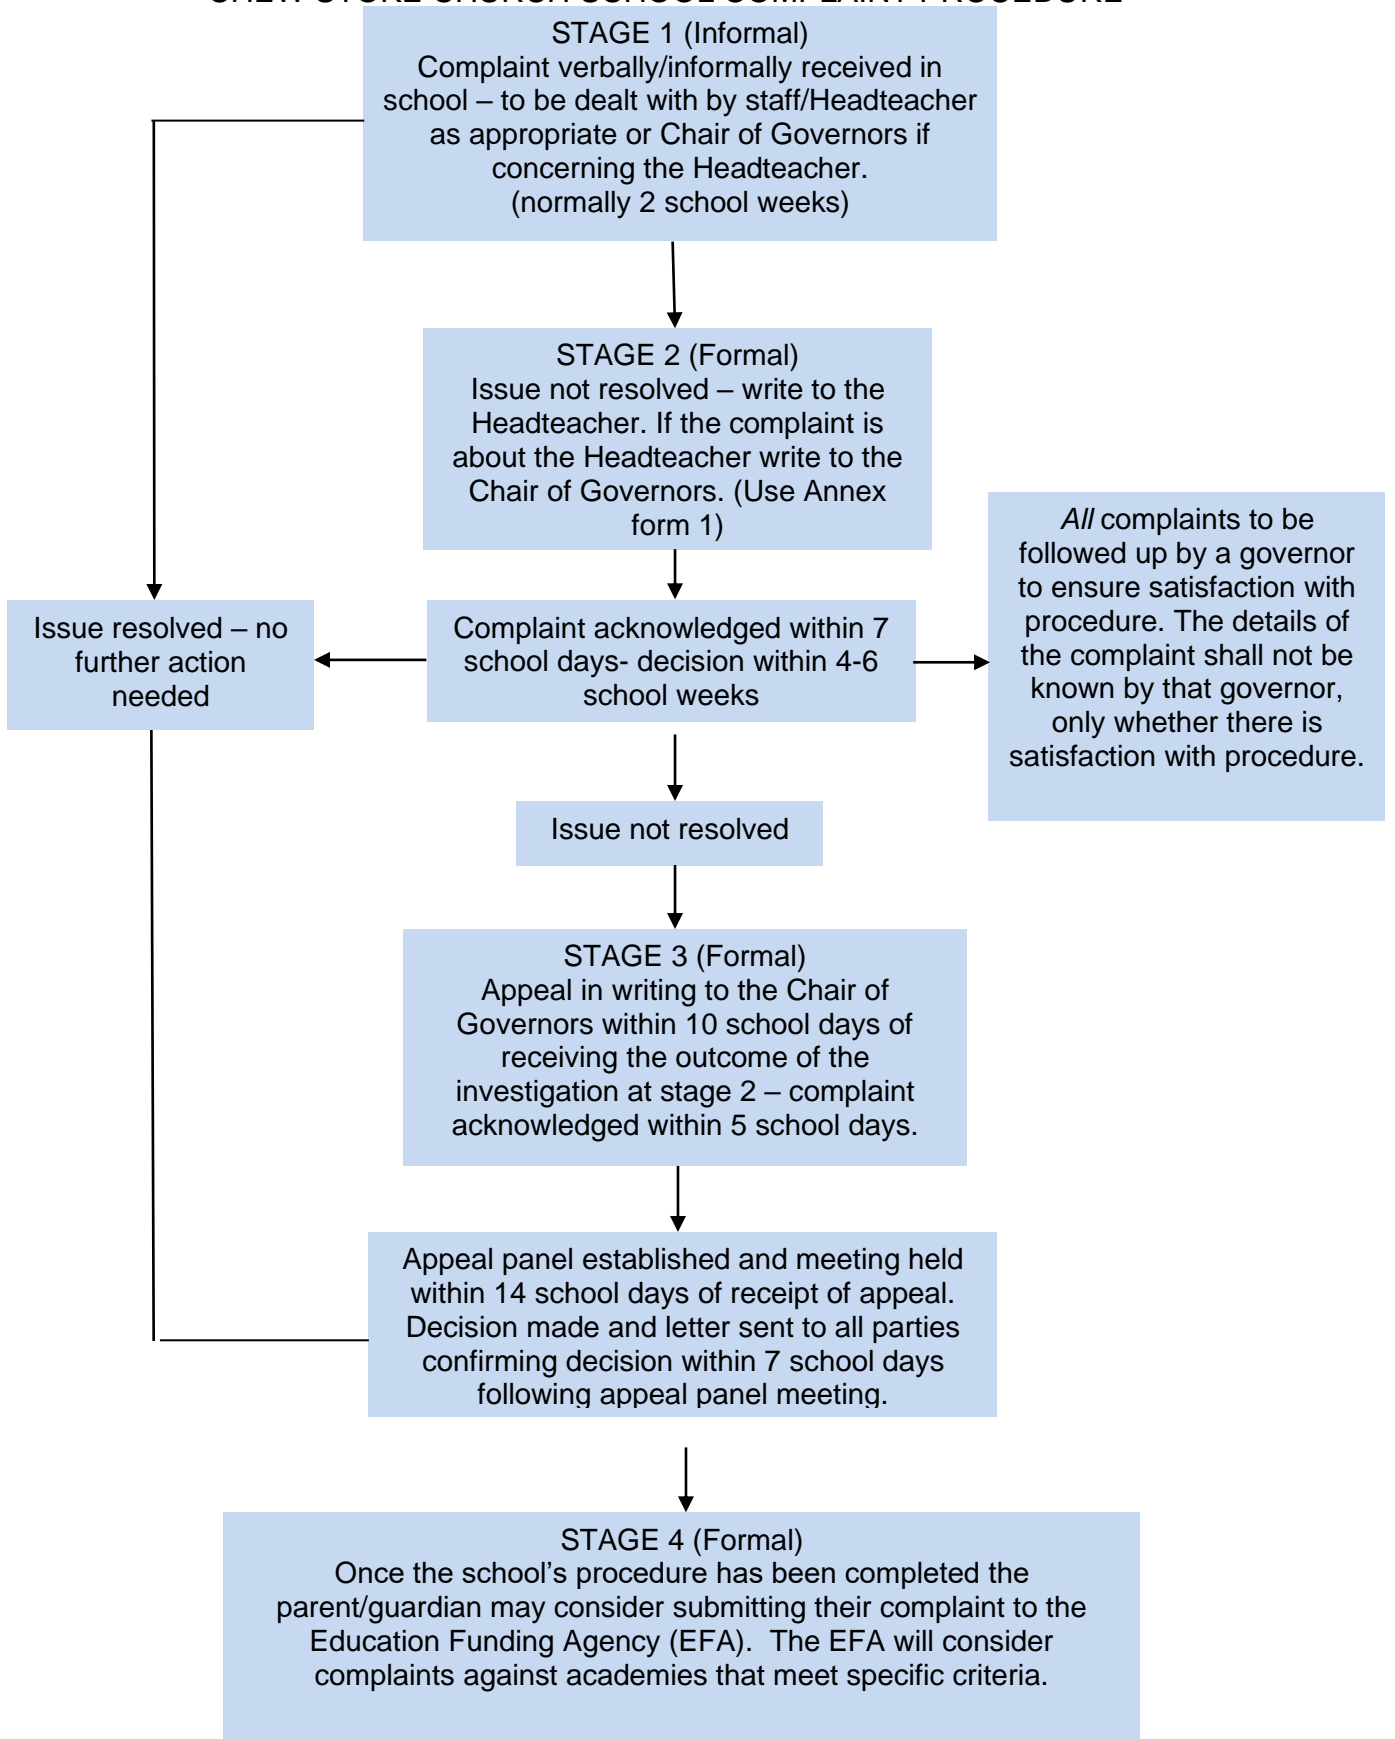 CHEW STOKE CHURCH SCHOOL COMPLAINT PROCEDURE
STAGE 1 (Informal)
Complaint verbally/informally received in
school – to be dealt with by staff/Headteacher
as appropriate or Chair of Governors if
concerning the Headteacher.
(normally 2 school weeks)
STAGE 2 (Formal)
Issue not resolved – write to the
Headteacher. If the complaint is
about the Headteacher write to the
Chair of Governors. (Use Annex
form 1)
All complaints to be
followed up by a governor
to ensure satisfaction with
procedure. The details of
the complaint shall not be
known by that governor,
only whether there is
satisfaction with procedure.
Issue resolved – no
further action
needed
Complaint acknowledged within 7
school days- decision within 4-6
school weeks
Issue not resolved
STAGE 3 (Formal)
Appeal in writing to the Chair of
Governors within 10 school days of
receiving the outcome of the
investigation at stage 2 – complaint
acknowledged within 5 school days.
Appeal panel established and meeting held
within 14 school days of receipt of appeal.
Decision made and letter sent to all parties
confirming decision within 7 school days
following appeal panel meeting.
STAGE 4 (Formal)
Once the school’s procedure has been completed the
parent/guardian may consider submitting their complaint to the
Education Funding Agency (EFA).  The EFA will consider
complaints against academies that meet specific criteria.